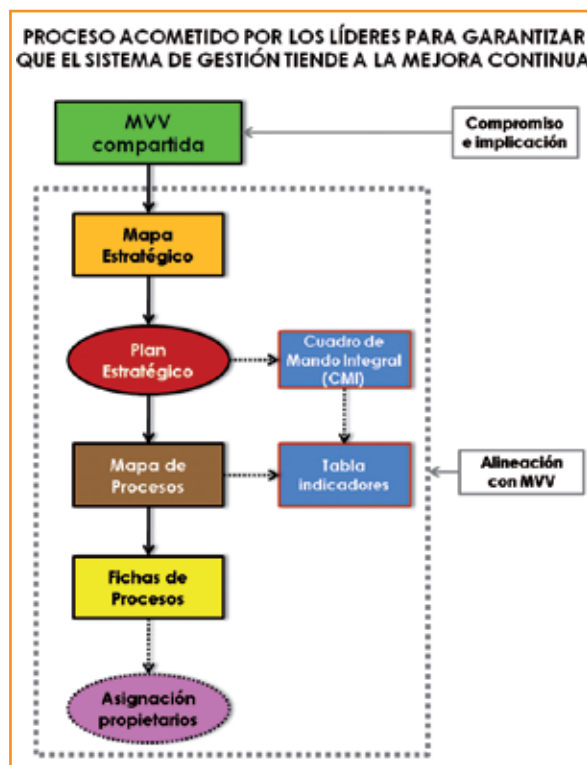 PROCESO ACOMETIDO POR LOS LÍDERES PARA GARANTIZAR
QUE EL SISTEMA DE GESTIÓN TIENDE A LA MEJORA CONTINUA
MVV
compartida
Compromiso
e implicación
Mapa
Estratégico
Plan
Estratégico
Cuadro de
Mando Integral
(CMI)
Mapa de
Procesos
Tabla
indicadores
Alineación
con MVV
Fichas de
Procesos
Asignación
propietarios